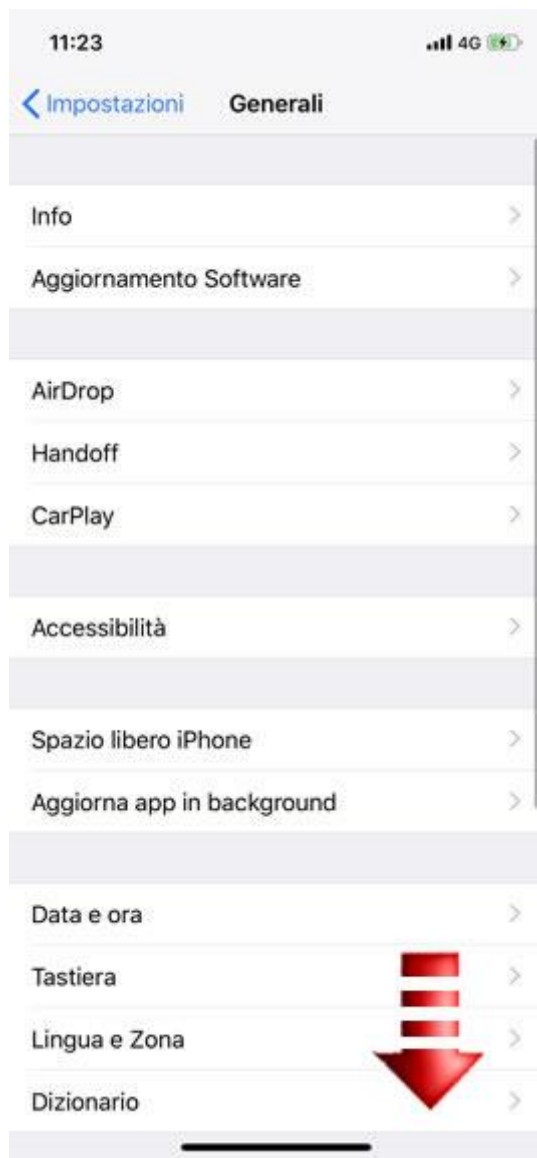 11:23
4G
Impostazioni
Generali
Info
Aggiornamento Software
AirDrop
Handoff
CarPlay
Accessibilità
Spazio libero iPhone
Aggiorna app in background
Data e ora
Tastiera
Lingua e Zona
Dizionario